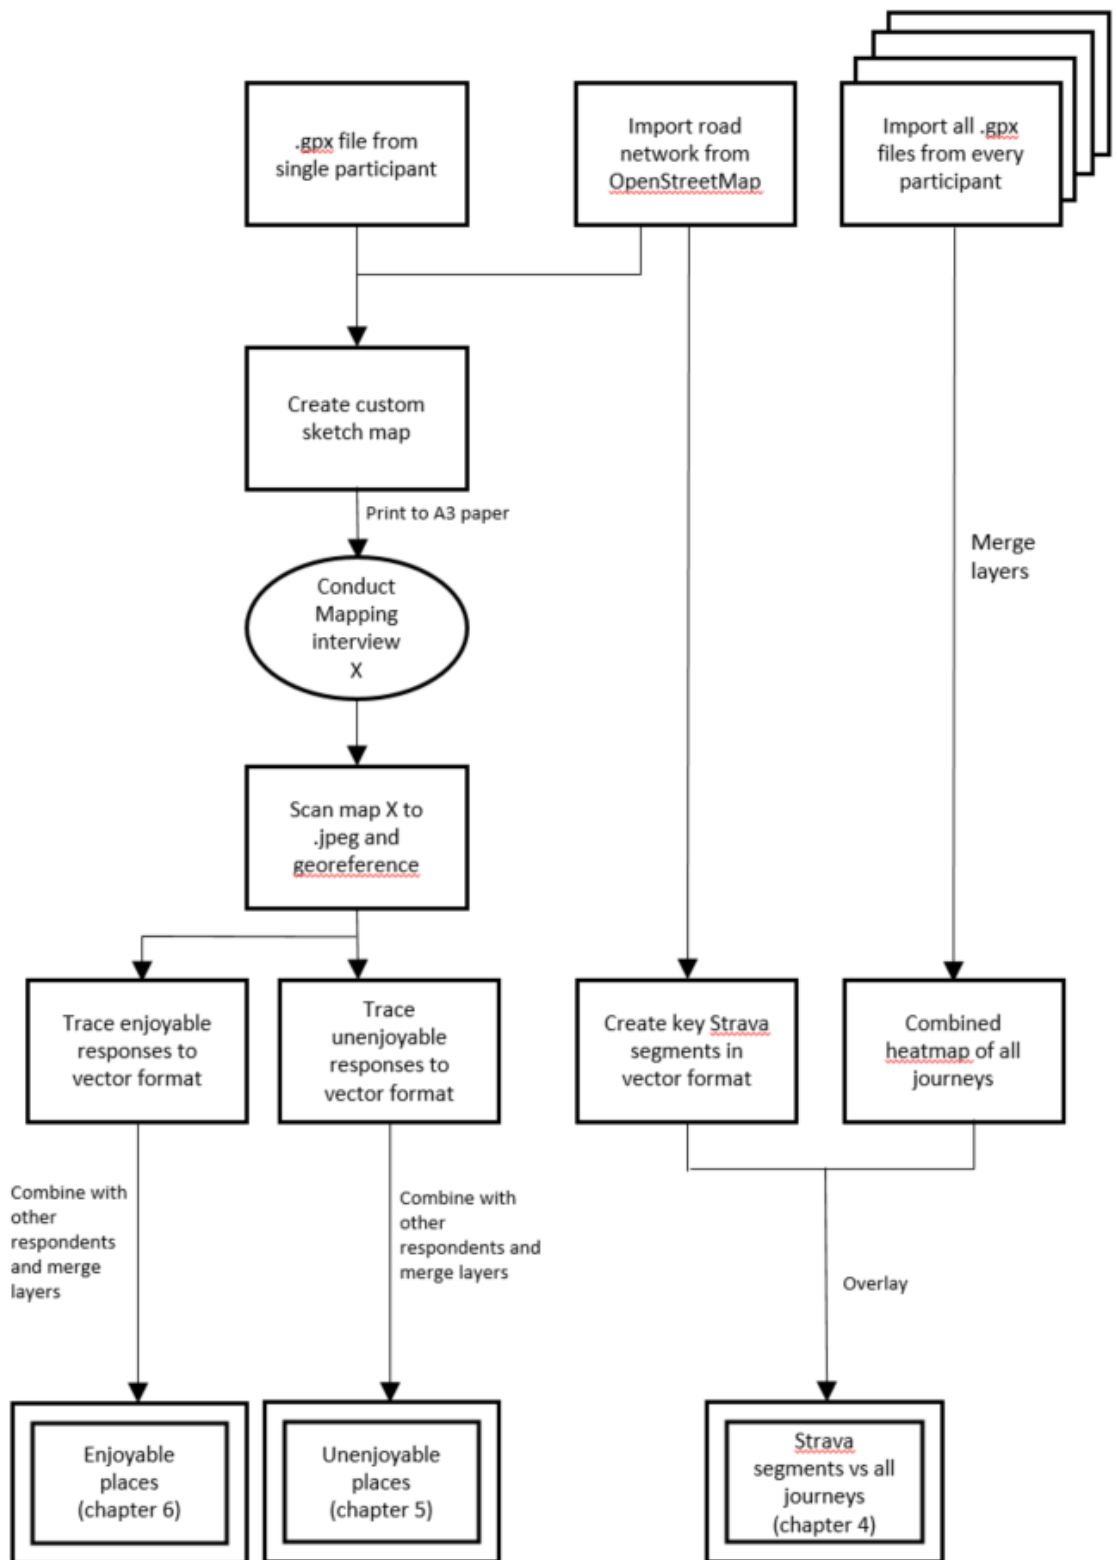 .gpx file from
single participant
Import road
network from
OpenStreetMap
Import all .gpx
files from every
participant
Create custom
sketch map
Print to A3 paper
Merge
layers
Conduct
Mapping
interview
X
Scan map X to
.jpeg and
georeference
Trace enjoyable
responses to
vector format
Trace
unenjoyable
responses to
vector format
Create key Strava
segments in
vector format
Combined
heatmap of all
journeys
Combine with
other
respondents
and merge
layers
Combine with
other
respondents and
merge layers
Overlay
Enjoyable
places
(chapter 6)
Unenjoyable
places
(chapter 5)
Strava
segments vs all
journeys
(chapter 4)